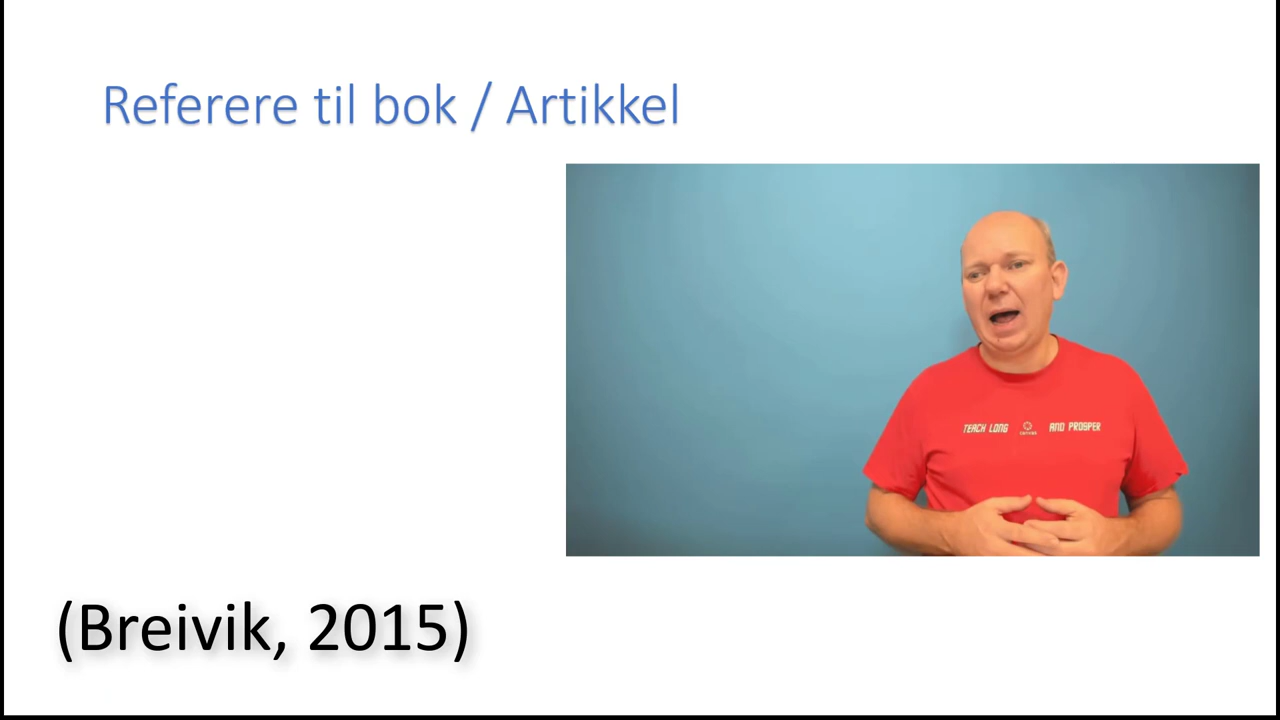 Referere til bok / Artikkel
TEACH LONG AND PROSPER
(Breivik, 2015)